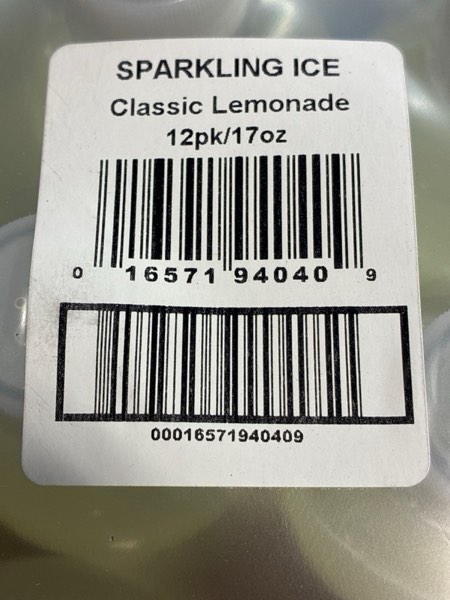 SPARKLING ICE
Classic Lemonade
12pk/17oz
0 16571 94040 9
00016571940409